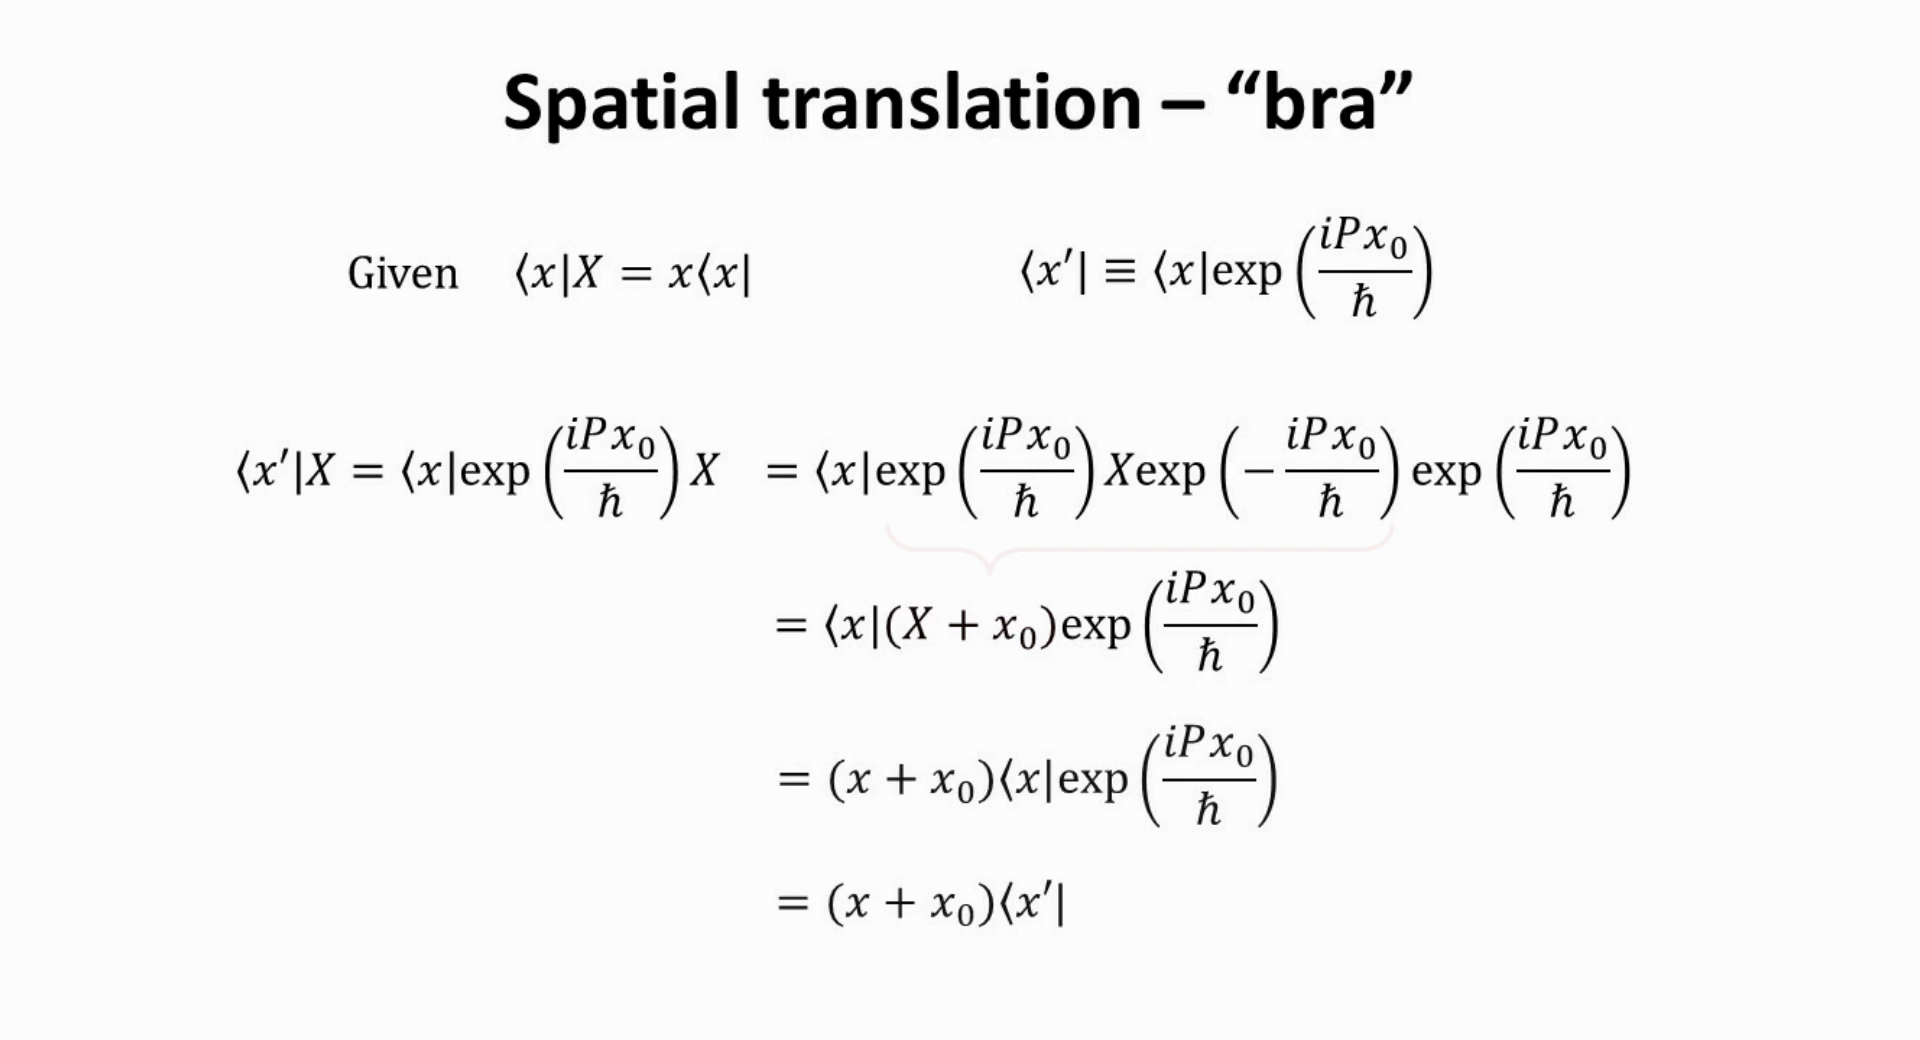 Spatial translation – “bra”
Given ⟨x|X = x⟨x| ⟨x′| ≡ ⟨x|exp(iPx₀/ħ)
⟨x′|X = ⟨x|exp(iPx₀/ħ)X = ⟨x|exp(iPx₀/ħ)Xexp(−iPx₀/ħ)exp(iPx₀/ħ)
= ⟨x|(X + x₀)exp(iPx₀/ħ)
= (x + x₀)⟨x|exp(iPx₀/ħ)
= (x + x₀)⟨x′|